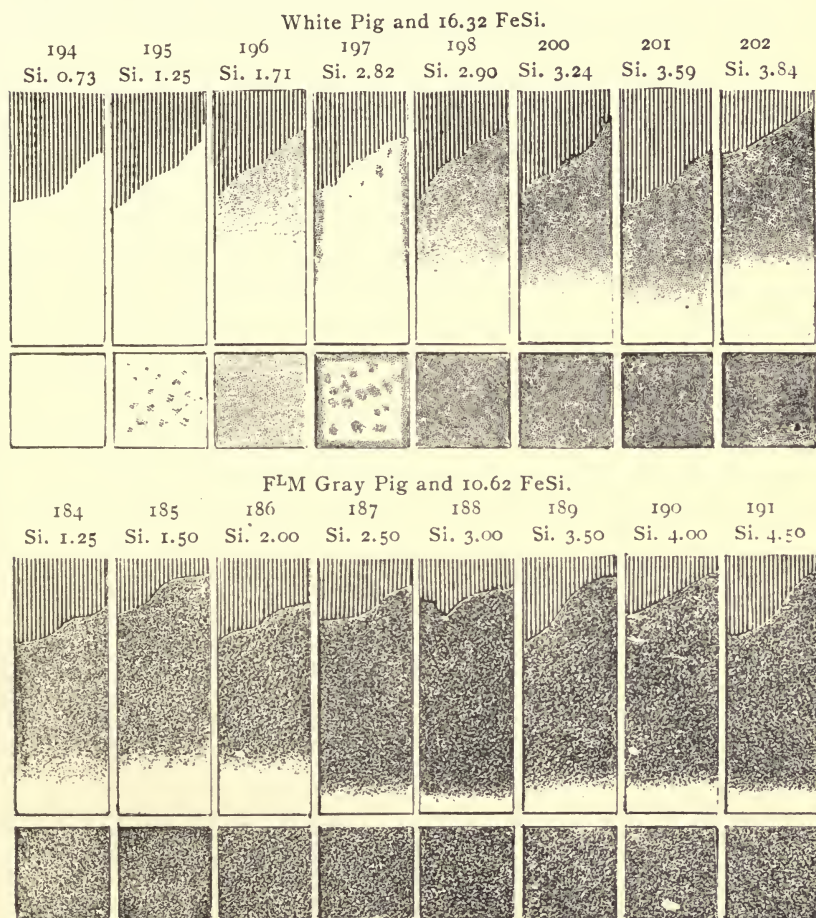 White Pig and 16.32 FeSi.
194 195 196 197 198 200 201 202
Si. 0.73 Si. 1.25 Si. 1.71 Si. 2.82 Si. 2.90 Si. 3.24 Si. 3.59 Si. 3.84
FLM Gray Pig and 10.62 FeSi.
184 185 186 187 188 189 190 191
Si. 1.25 Si. 1.50 Si. 2.00 Si. 2.50 Si. 3.00 Si. 3.50 Si. 4.00 Si. 4.50